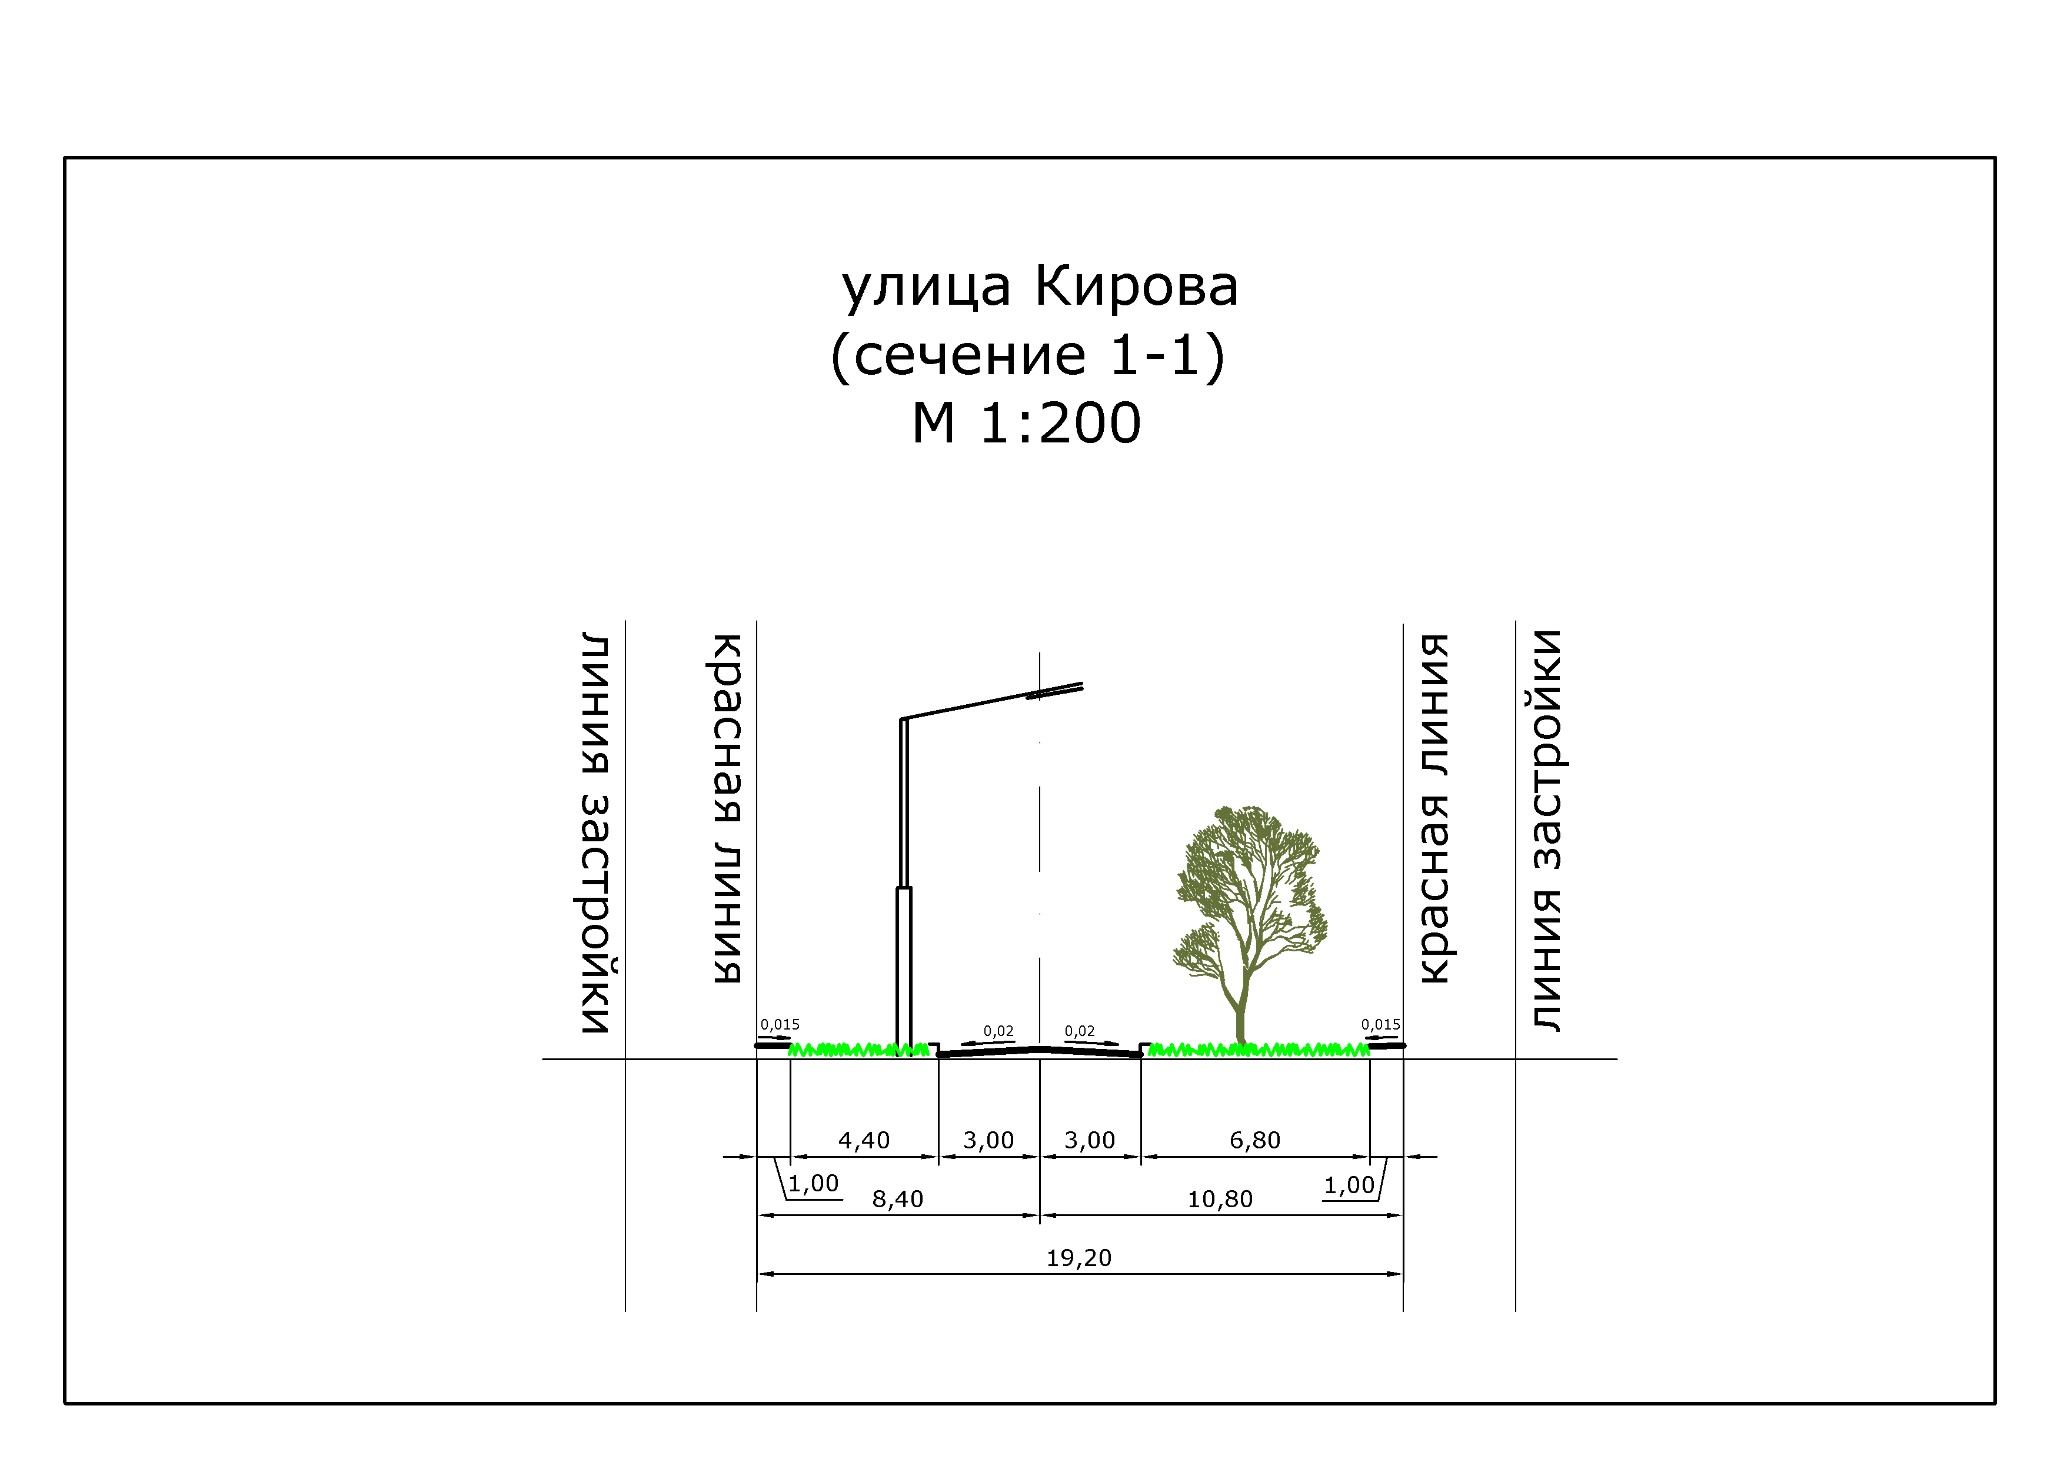 улица Кирова
(сечение 1-1)
М 1:200
линия застройки
красная линия
красная линия
линия застройки
0,015
0,02
0,02
0,015
4,40
3,00
3,00
6,80
1,00
1,00
8,40
10,80
19,20